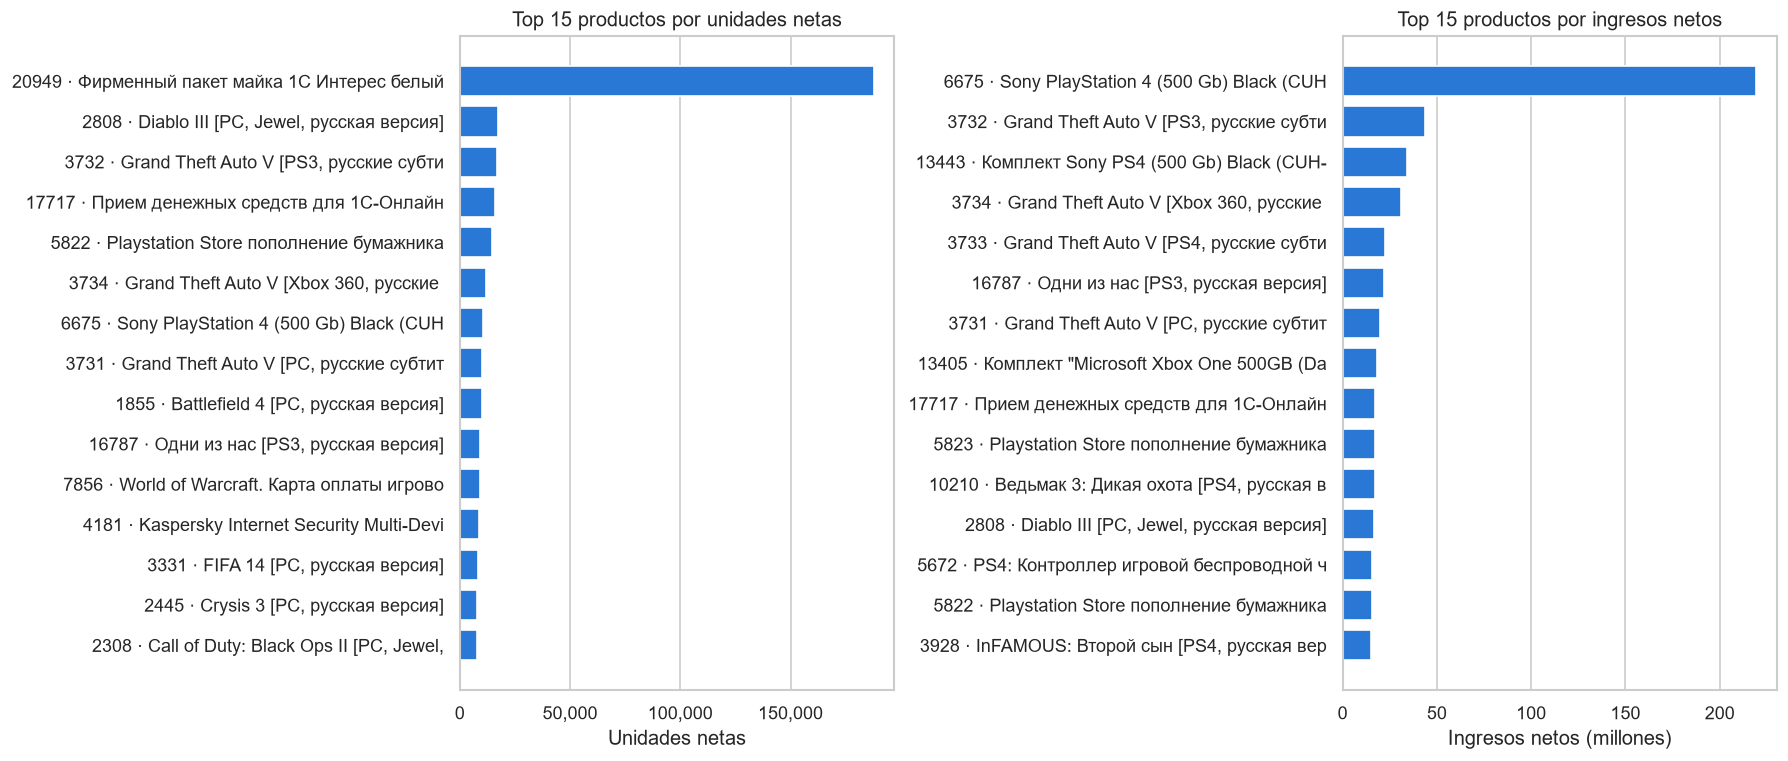 Top 15 productos por unidades netas
20949 · Фирменный пакет майка 1С Интерес белый
2808 · Diablo III [PC, Jewel, русская версия]
3732 · Grand Theft Auto V [PS3, русские субти
17717 · Прием денежных средств для 1С-Онлайн
5822 · Playstation Store пополнение бумажника
3734 · Grand Theft Auto V [Xbox 360, русские
6675 · Sony PlayStation 4 (500 Gb) Black (CUH
3731 · Grand Theft Auto V [PC, русские субтит
1855 · Battlefield 4 [PC, русская версия]
16787 · Одни из нас [PS3, русская версия]
7856 · World of Warcraft. Карта оплаты игрово
4181 · Kaspersky Internet Security Multi-Devi
3331 · FIFA 14 [PC, русская версия]
2445 · Crysis 3 [PC, русская версия]
2308 · Call of Duty: Black Ops II [PC, Jewel,
0 50,000 100,000 150,000
Unidades netas
Top 15 productos por ingresos netos
6675 · Sony PlayStation 4 (500 Gb) Black (CUH
3732 · Grand Theft Auto V [PS3, русские субти
13443 · Комплект Sony PS4 (500 Gb) Black (CUH-
3734 · Grand Theft Auto V [Xbox 360, русские
3733 · Grand Theft Auto V [PS4, русские субти
16787 · Одни из нас [PS3, русская версия]
3731 · Grand Theft Auto V [PC, русские субтит
13405 · Комплект "Microsoft Xbox One 500GB (Da
17717 · Прием денежных средств для 1С-Онлайн
5823 · Playstation Store пополнение бумажника
10210 · Ведьмак 3: Дикая охота [PS4, русская в
2808 · Diablo III [PC, Jewel, русская версия]
5672 · PS4: Контроллер игровой беспроводной ч
5822 · Playstation Store пополнение бумажника
3928 · InFAMOUS: Второй сын [PS4, русская вер
0 50 100 150 200
Ingresos netos (millones)